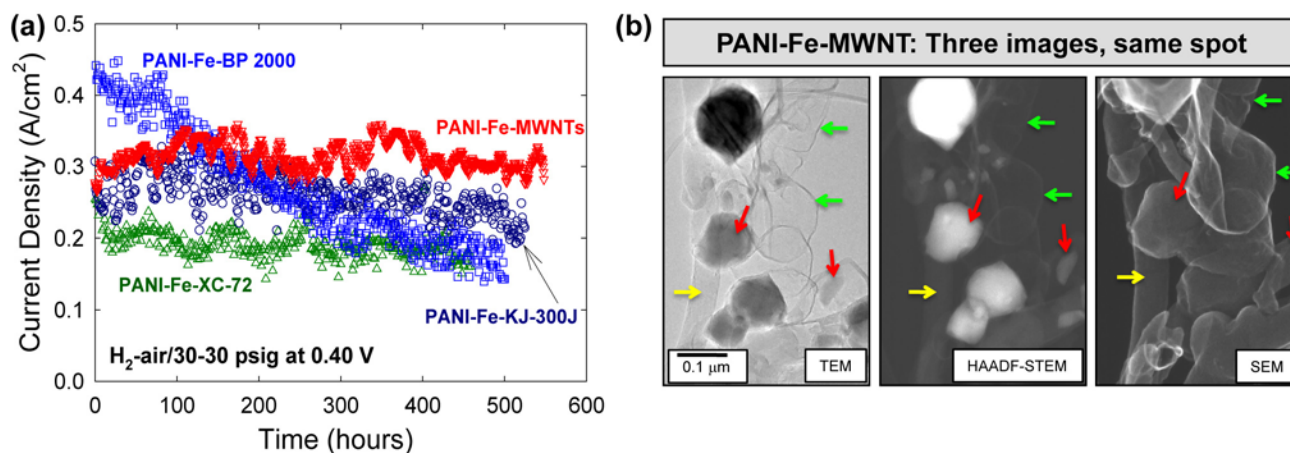 (a)
0.5
0.4
0.3
0.2
0.1
0.0
Current Density (A/cm²)
PANI-Fe-BP 2000
PANI-Fe-MWNTs
PANI-Fe-XC-72
PANI-Fe-KJ-300J
H₂-air/30-30 psig at 0.40 V
0 100 200 300 400 500 600
Time (hours)
(b)
PANI-Fe-MWNT: Three images, same spot
0.1 μm
TEM
HAADF-STEM
SEM